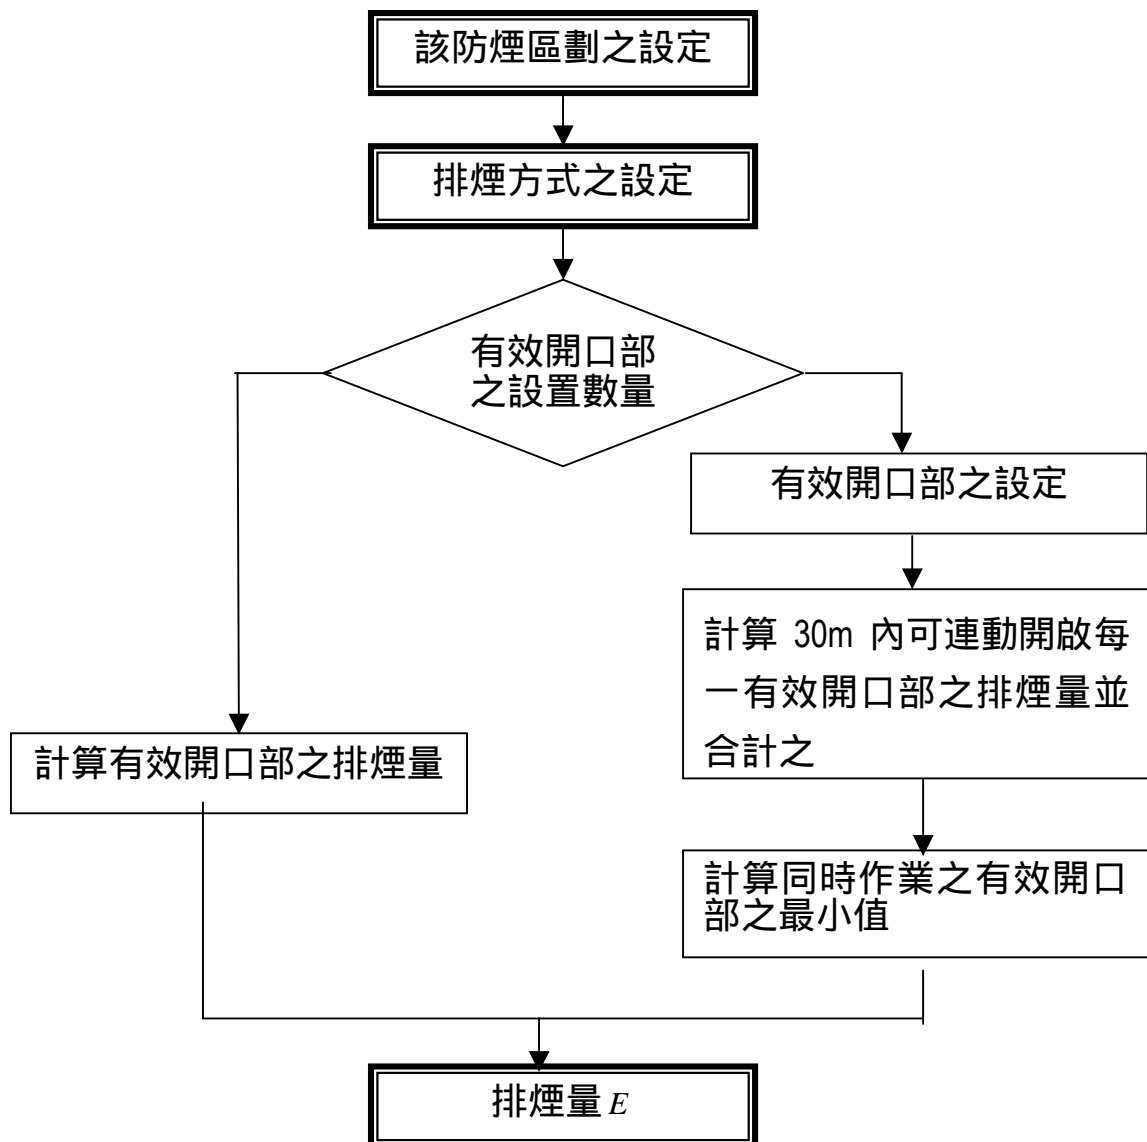 該防煙區劃之設定
排煙方式之設定
有效開口部
之設置數量
有效開口部之設定
計算 30m 內可連動開啟每
一有效開口部之排煙量並
合計之
計算有效開口部之排煙量
計算同時作業之有效開口
部之最小值
排煙量 E